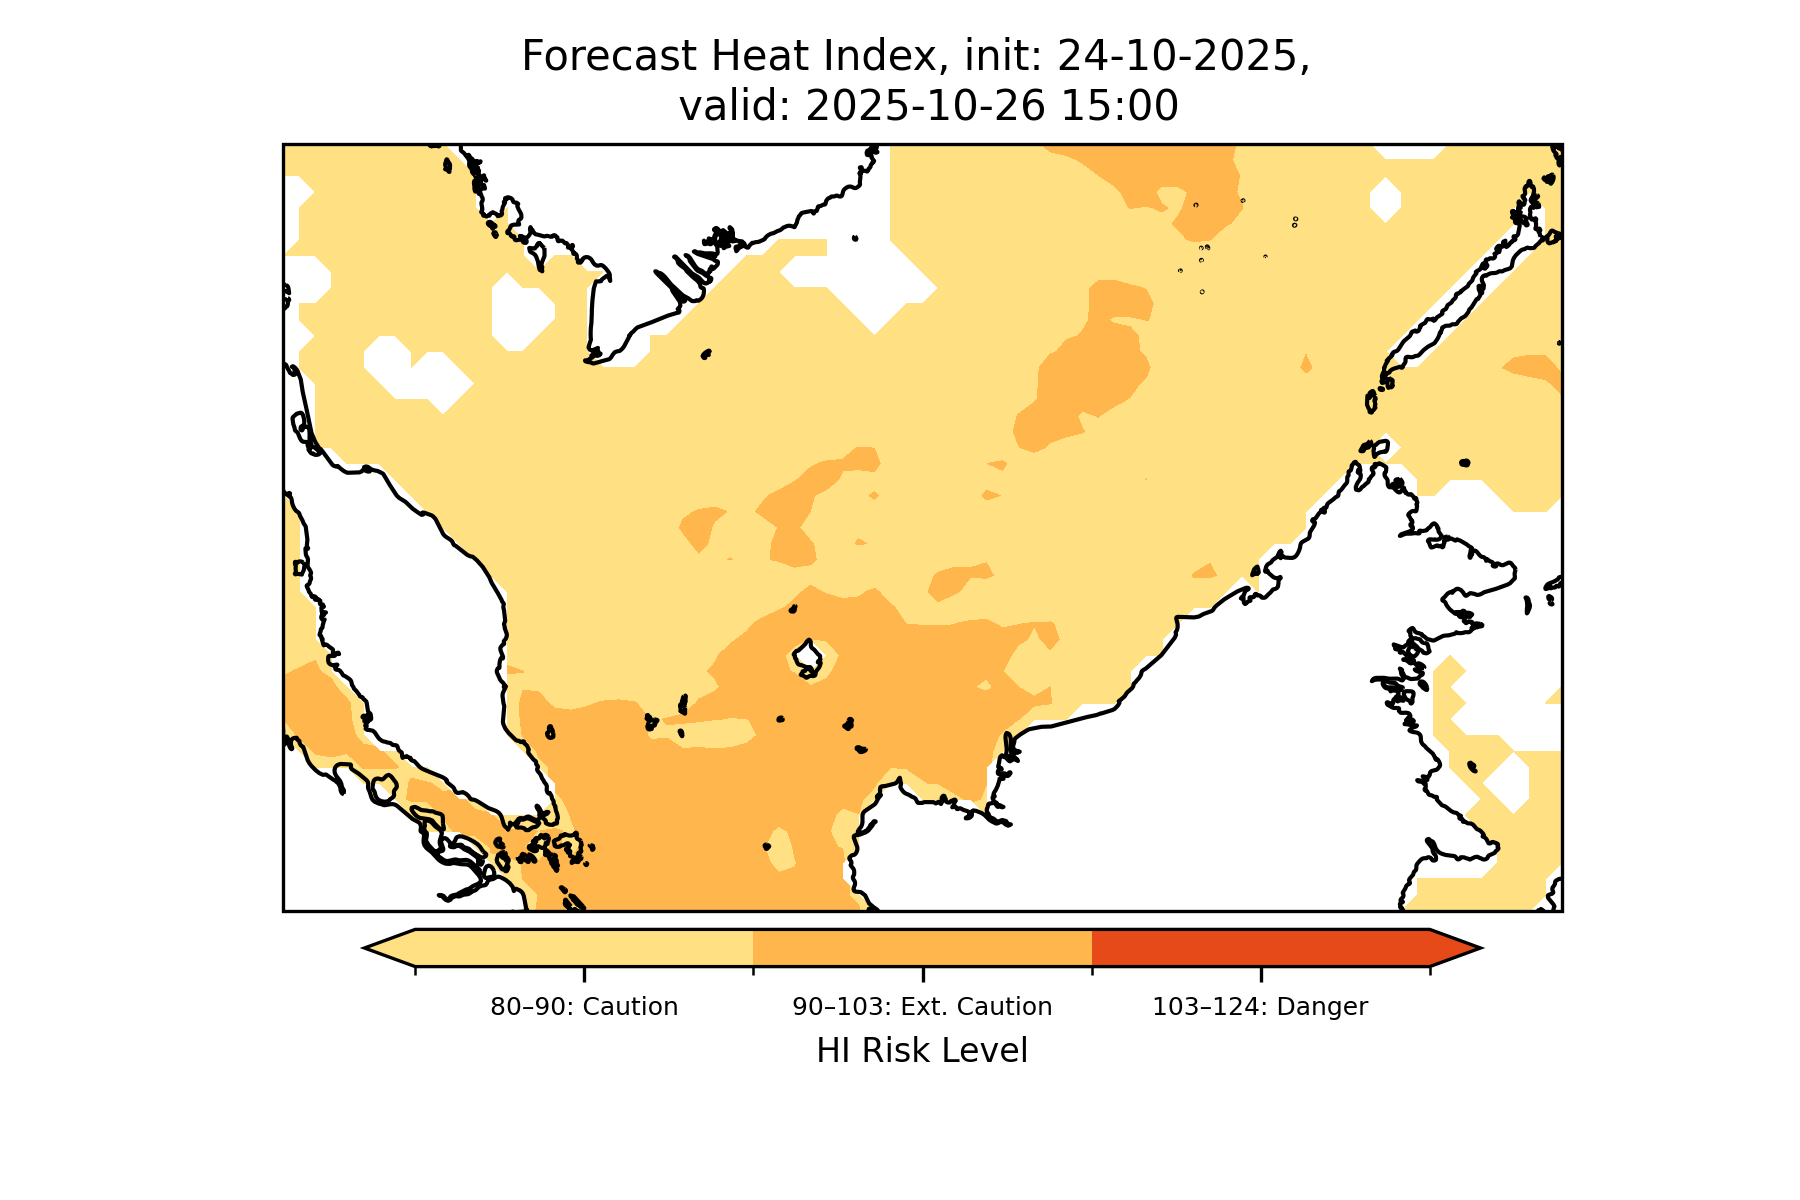 Forecast Heat Index, init: 24-10-2025,
valid: 2025-10-26 15:00
80–90: Caution
90–103: Ext. Caution
103–124: Danger
HI Risk Level